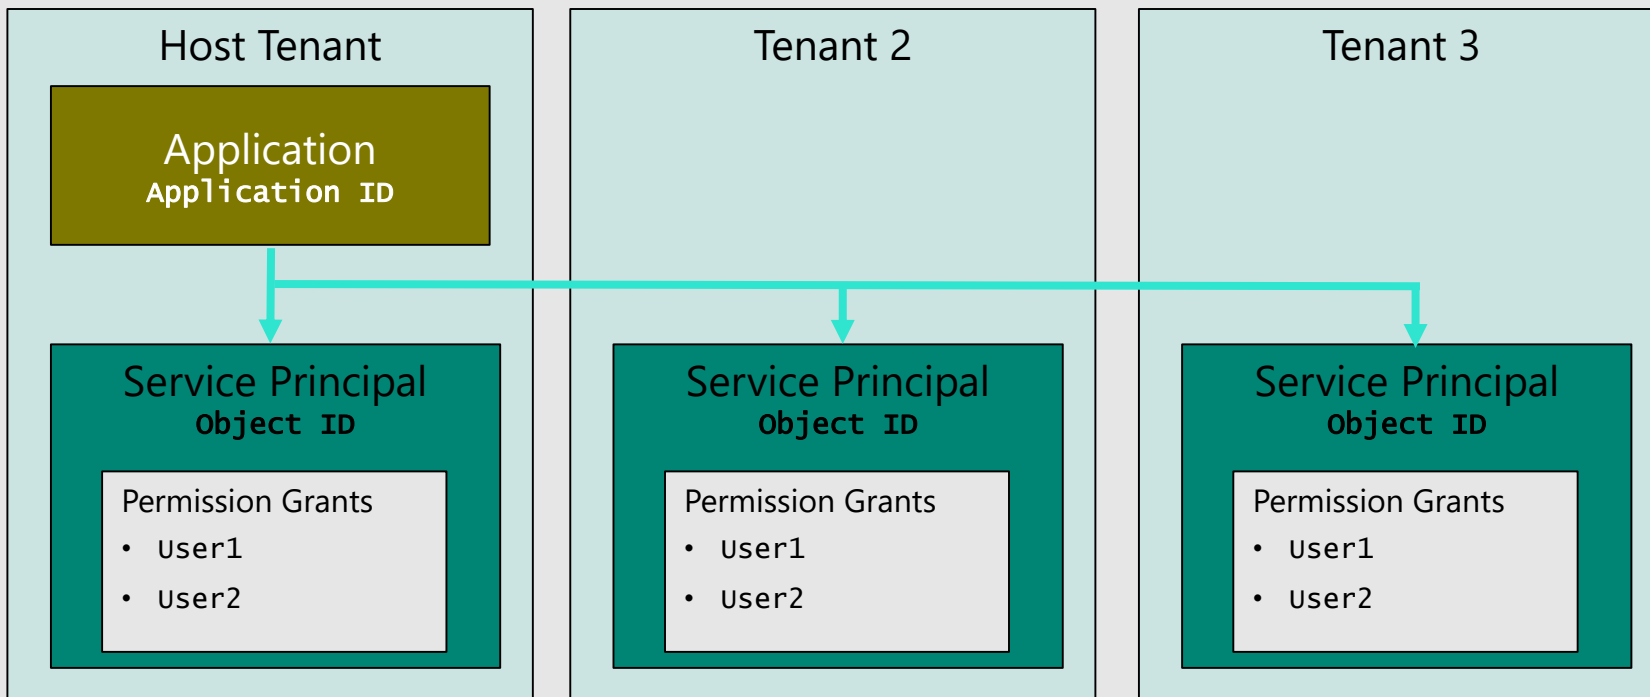 Host Tenant
Application
Application ID
Service Principal
Object ID
Permission Grants
• User1
• User2
Tenant 2
Service Principal
Object ID
Permission Grants
• User1
• User2
Tenant 3
Service Principal
Object ID
Permission Grants
• User1
• User2